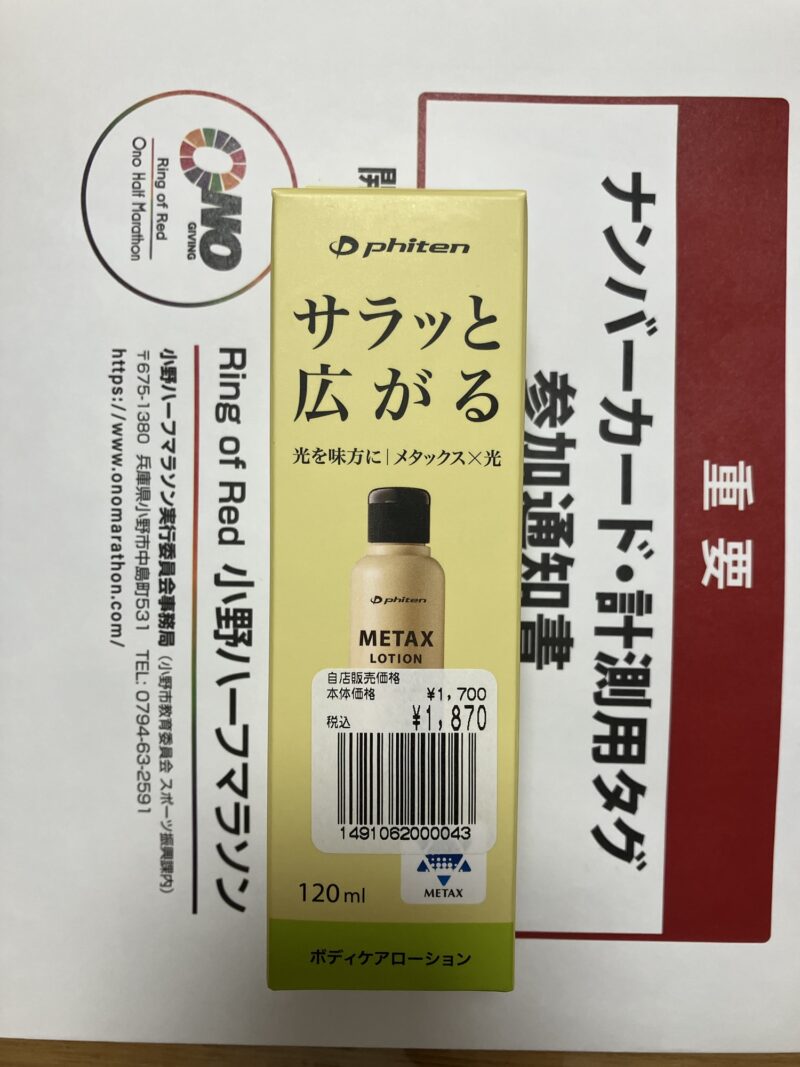 phiten
サラッと
広がる
光を味方に｜メタックス×光
phiten
METAX
LOTION
自店販売価格
本体価格 ¥1,700
税込 ¥1,870
1491062000043
METAX
120ml
ボディケアローション
重要
ナンバーカード・計測用タグ
参加通知書
開
ONO
GIVING
Ring of Red
Ono Half Marathon
Ring of Red 小野ハーフマラソン
小野ハーフマラソン実行委員会事務局（小野市教育委員会 スポーツ振興課内）
〒675-1380 兵庫県小野市中島町531 TEL: 0794-63-2591
https://www.onomarathon.com/